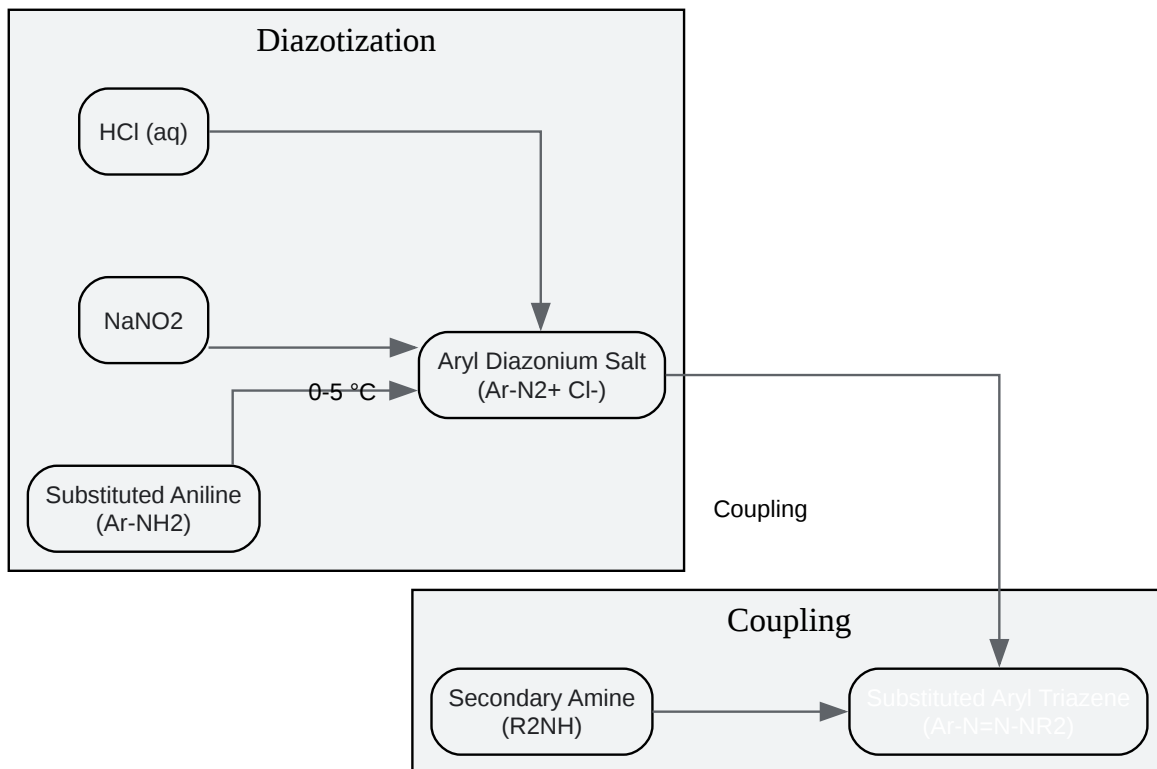 Diazotization
HCl (aq)
NaNO2
Aryl Diazonium Salt
(Ar-N2+ Cl-)
0-5 °C
Substituted Aniline
(Ar-NH2)
Coupling
Coupling
Secondary Amine
(R2NH)
Substituted Aryl Triazene
(Ar-N=N-NR2)